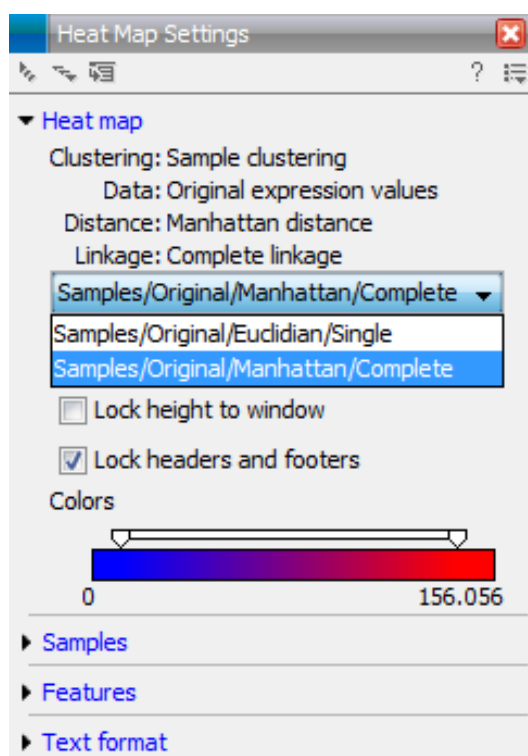 Heat Map Settings
?
Heat map
Clustering: Sample clustering
Data: Original expression values
Distance: Manhattan distance
Linkage: Complete linkage
Samples/Original/Manhattan/Complete
Samples/Original/Euclidian/Single
Samples/Original/Manhattan/Complete
Lock height to window
Lock headers and footers
Colors
0 156.056
Samples
Features
Text format